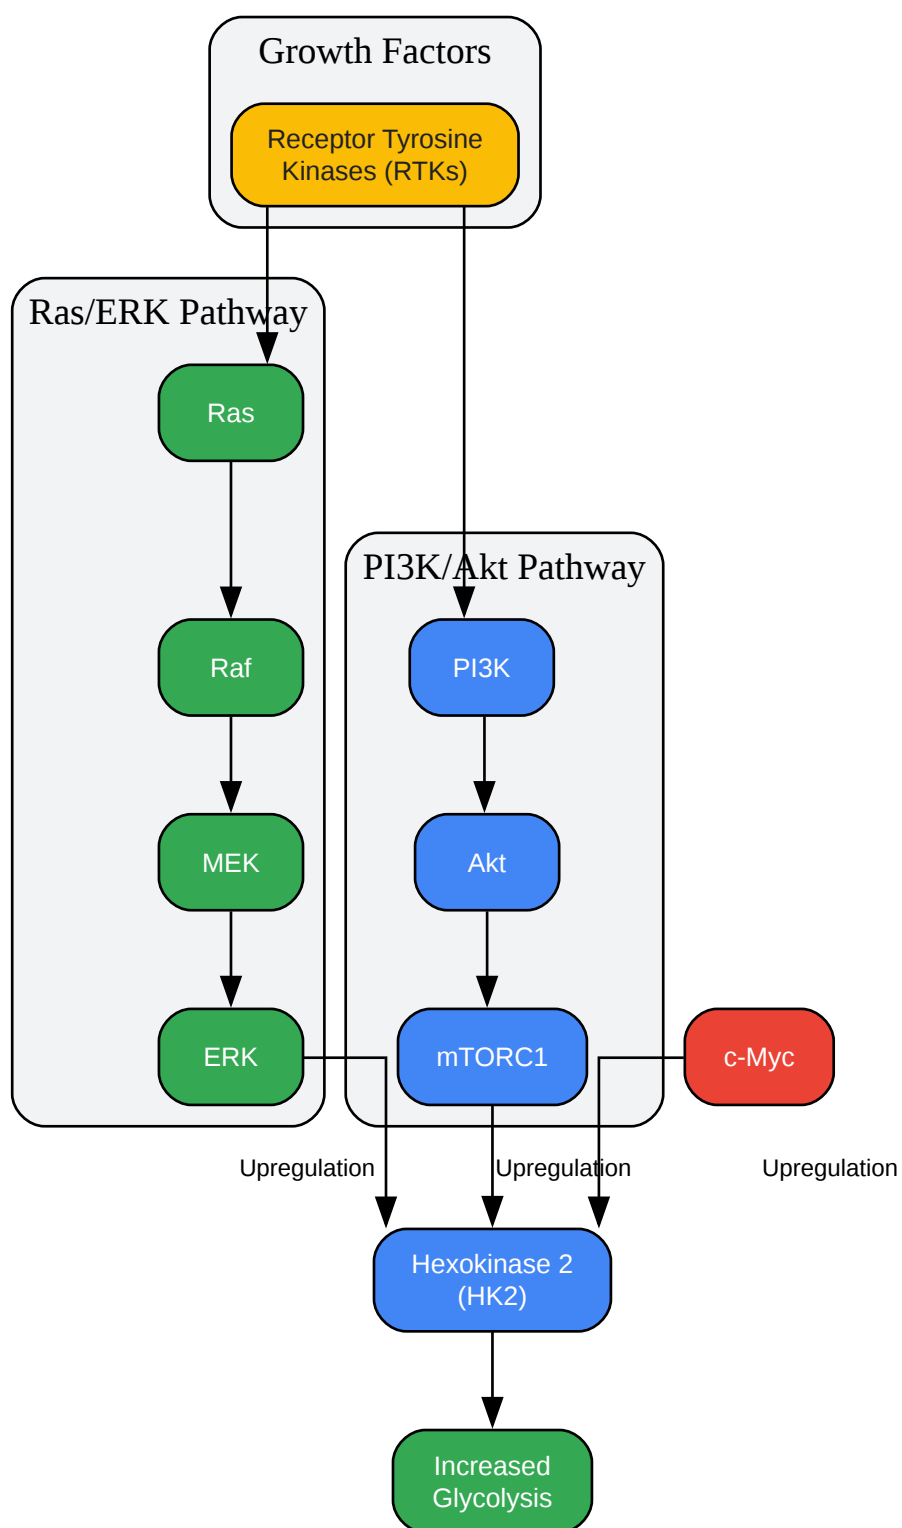 Growth Factors
Receptor Tyrosine
Kinases (RTKs)
Ras/ERK Pathway
Ras
PI3K/Akt Pathway
Raf
PI3K
MEK
Akt
ERK
mTORC1
c-Myc
Upregulation
Upregulation
Upregulation
Hexokinase 2
(HK2)
Increased
Glycolysis